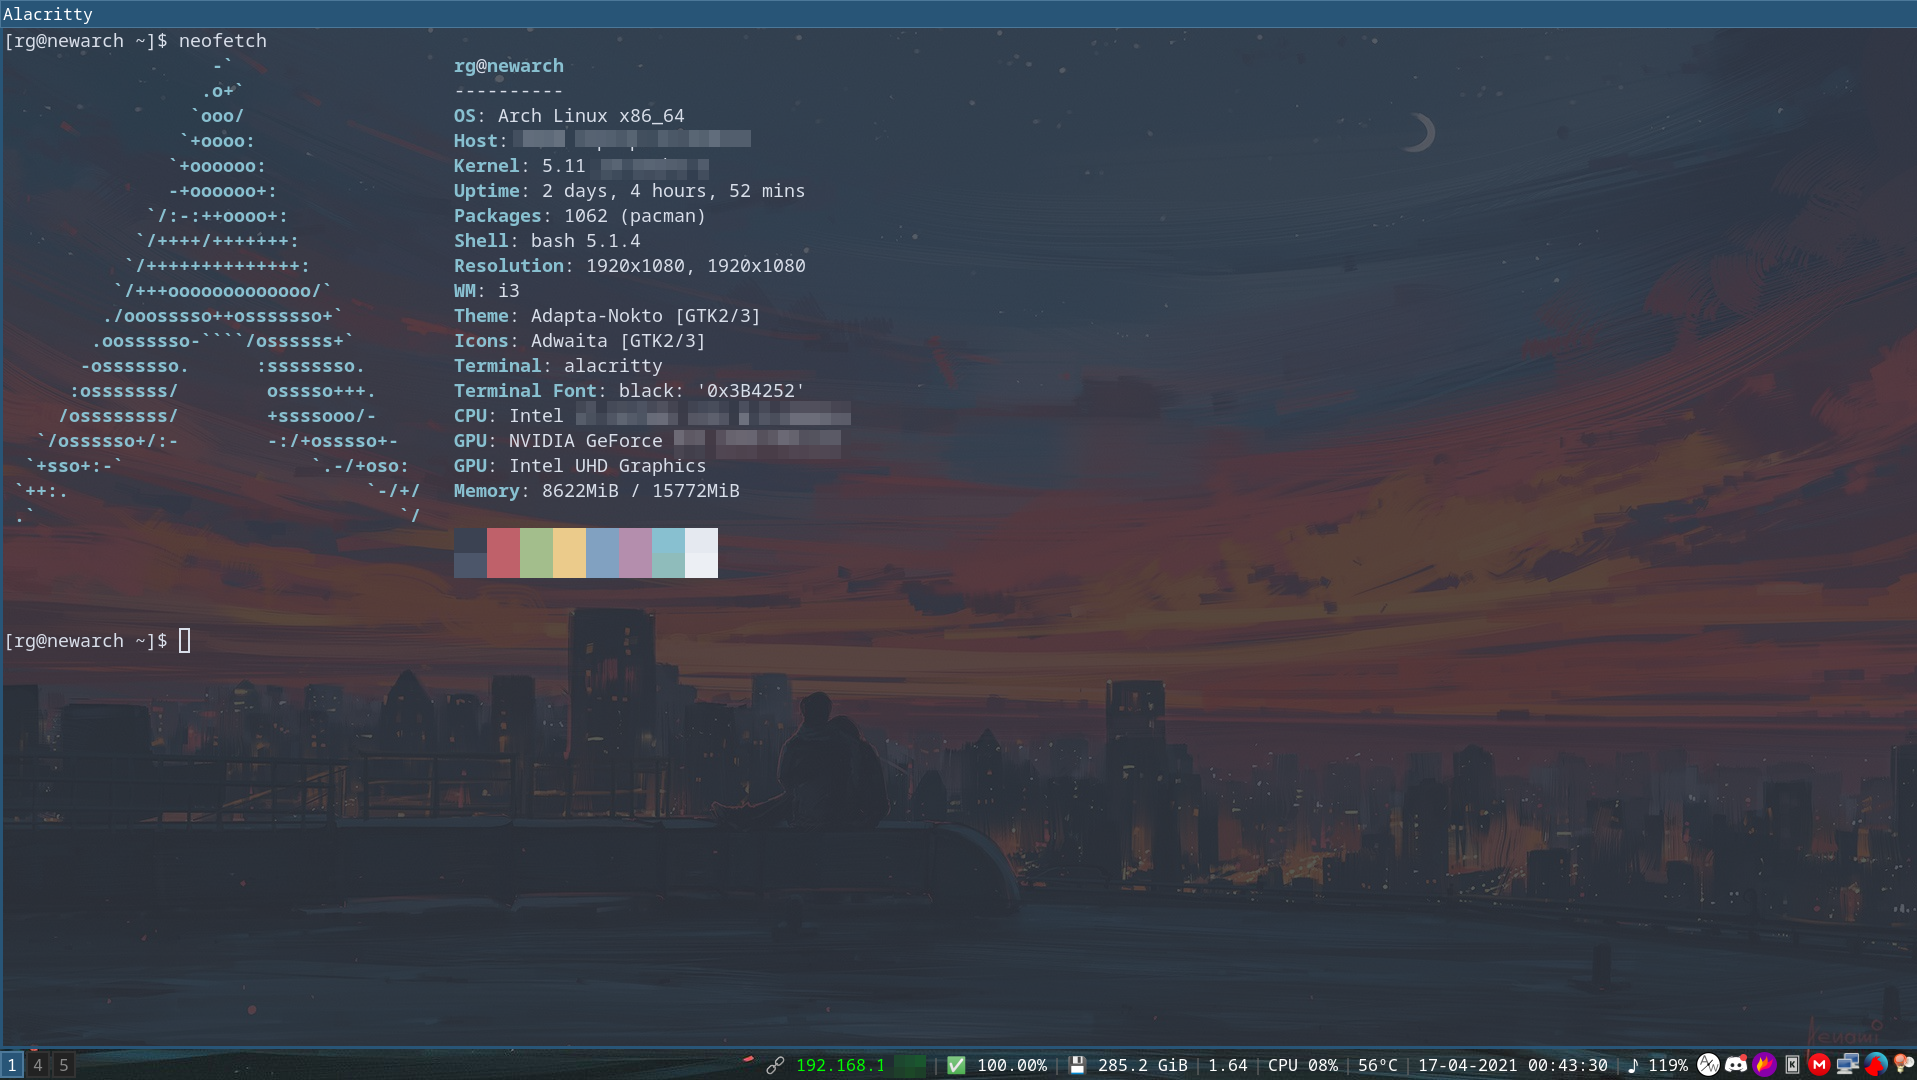 Alacritty
[rg@newarch ~]$ neofetch
-`
.o+`
`ooo/
`+oooo:
`+oooooo:
-+oooooo+:
`/:-:++oooo+:
`/++++/+++++++:
`/++++++++++++++:
`/+++ooooooooooooo/`
./ooosssso++osssssso+`
.oossssso-````/ossssss+`
-osssssso. :ssssssso.
:osssssss/ osssso+++.
/ossssssss/ +ssssooo/-
`/ossssso+/:- -:/+osssso+-
`+sso+:-` `.-/+oso:
`++:. `-/+/
.` `/
rg@newarch
----------
OS: Arch Linux x86_64
Host:
Kernel: 5.11
Uptime: 2 days, 4 hours, 52 mins
Packages: 1062 (pacman)
Shell: bash 5.1.4
Resolution: 1920x1080, 1920x1080
WM: i3
Theme: Adapta-Nokto [GTK2/3]
Icons: Adwaita [GTK2/3]
Terminal: alacritty
Terminal Font: black: '0x3B4252'
CPU: Intel
GPU: NVIDIA GeForce
GPU: Intel UHD Graphics
Memory: 8622MiB / 15772MiB
[rg@newarch ~]$
1 4 5 192.168.1 | 100.00% | 285.2 GiB | 1.64 | CPU 08% | 56°C | 17-04-2021 00:43:30 | ♪ 119%